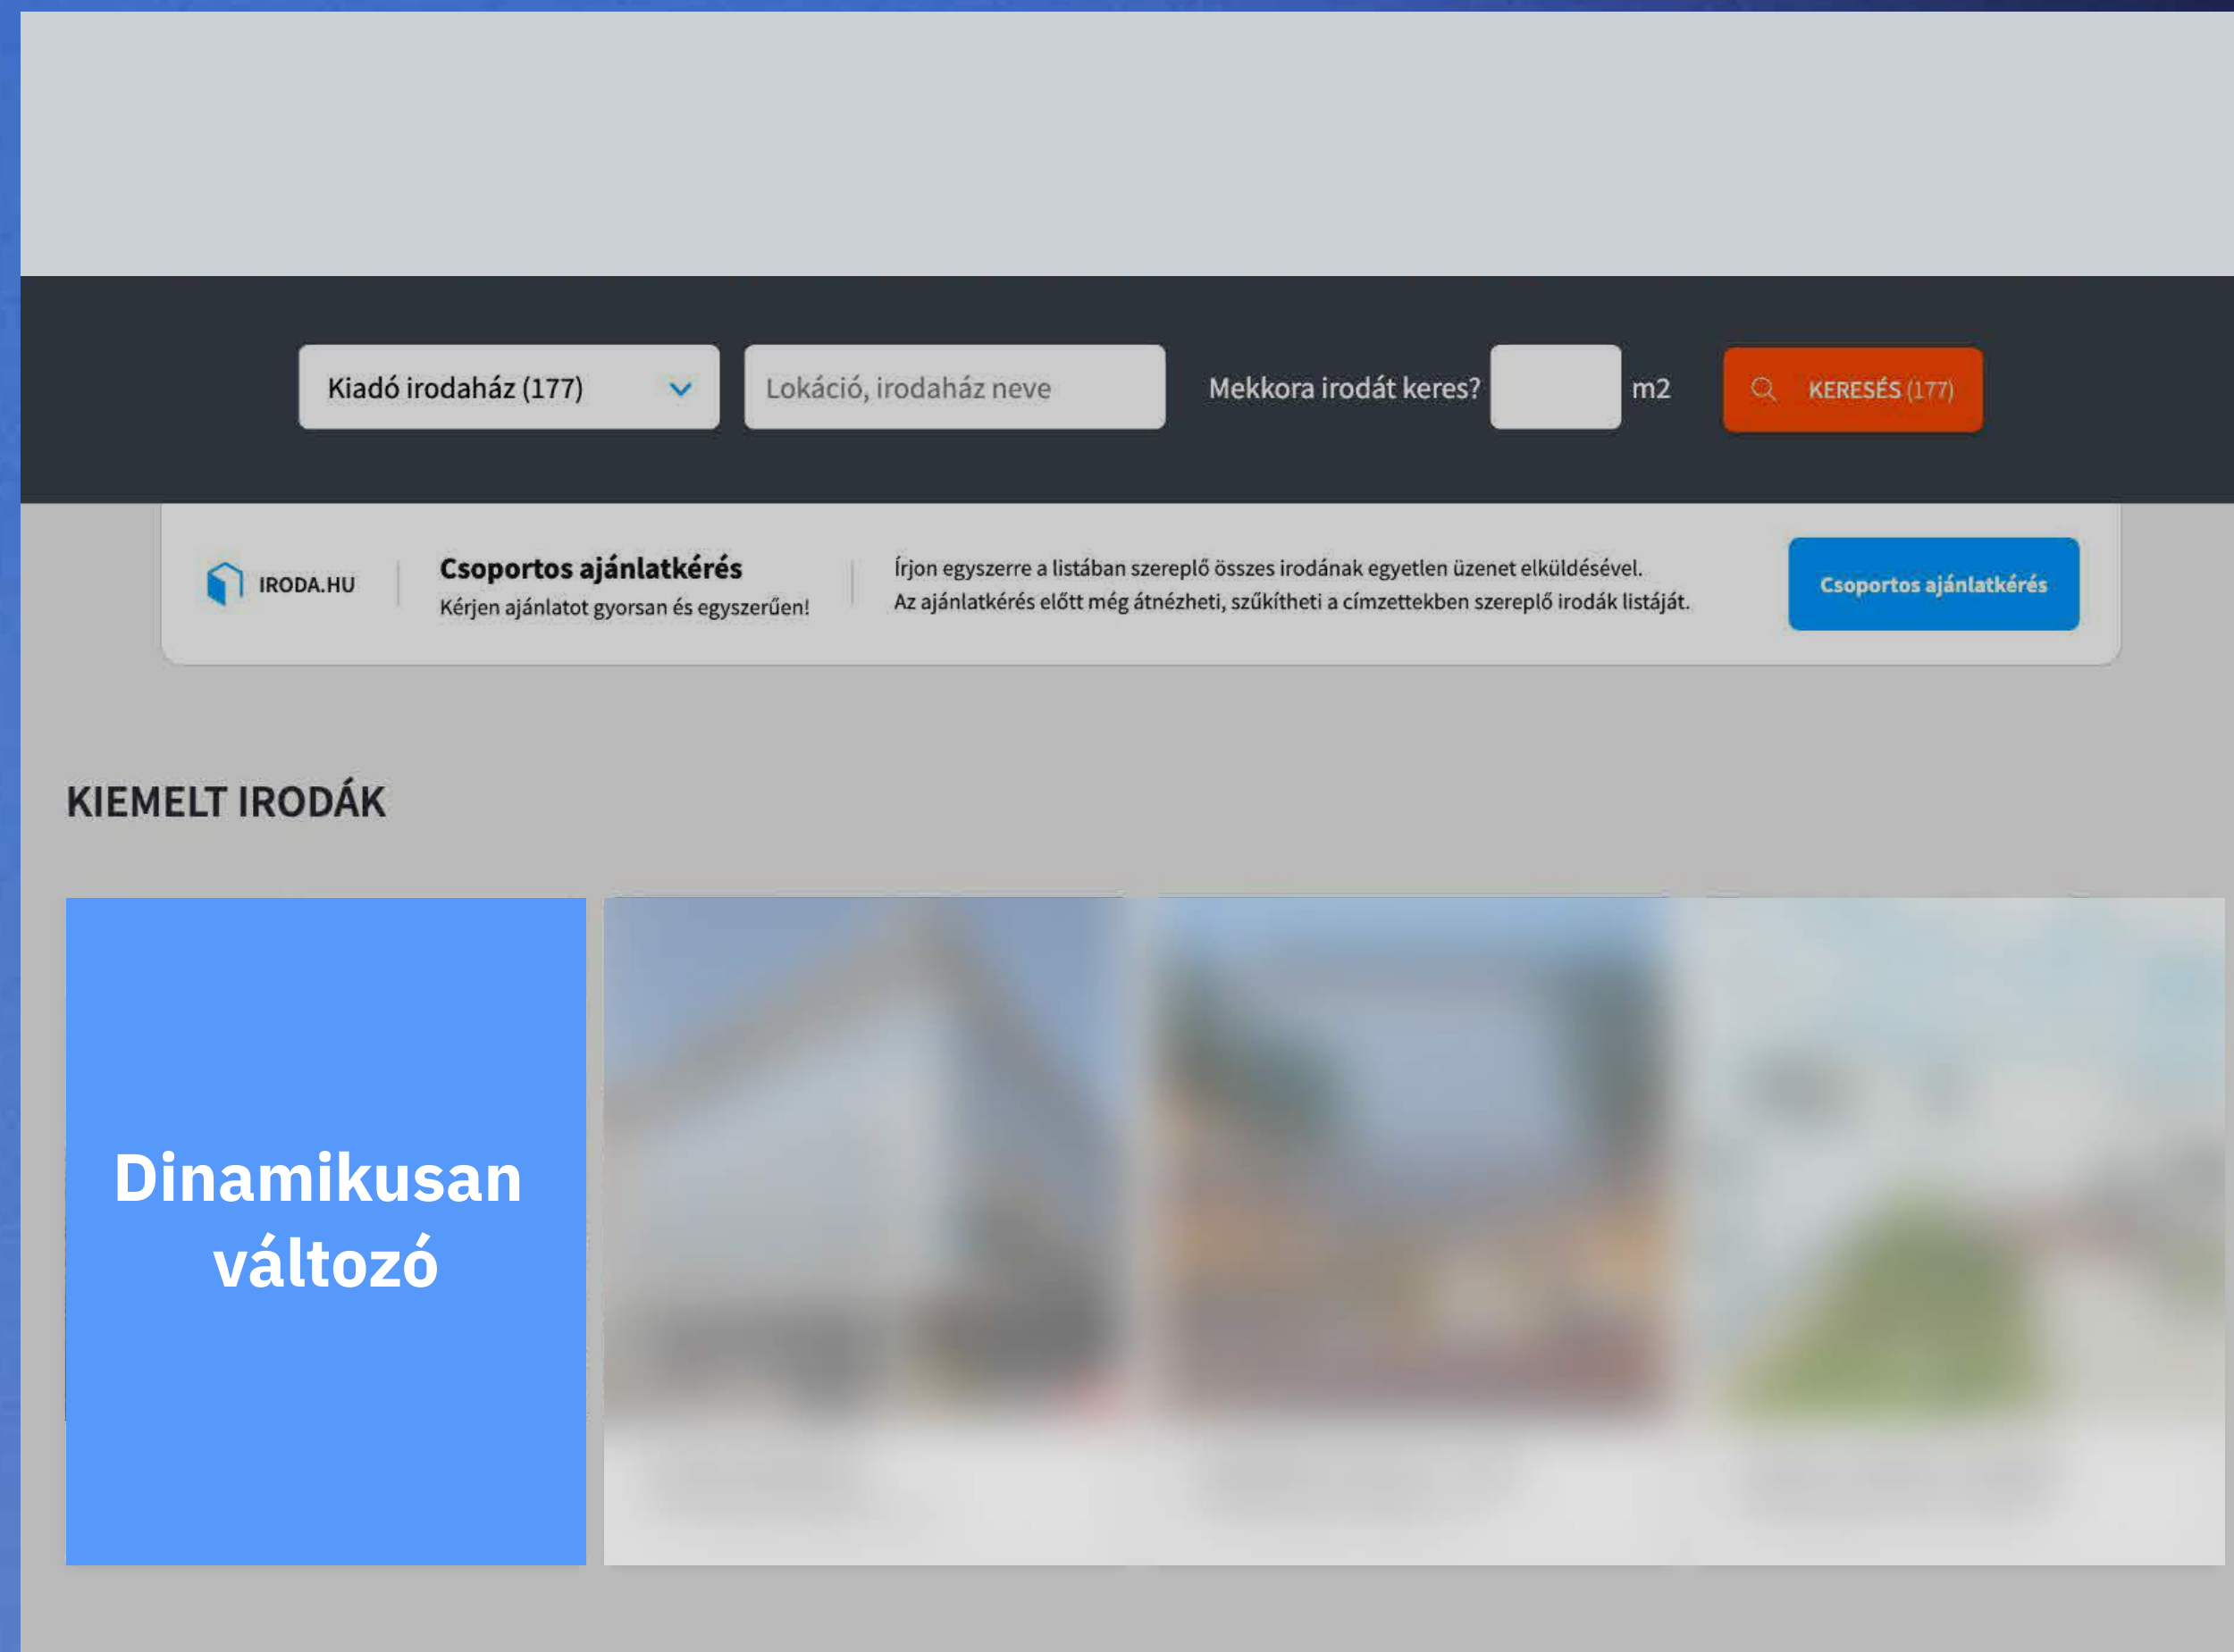 Kiadó irodaház (177)
Lokáció, irodaház neve
Mekkora irodát keres?
m2
KERESÉS (177)
IRODA.HU
Csoportos ajánlatkérés
Kérjen ajánlatot gyorsan és egyszerűen!
Írjon egyszerre a listában szereplő összes irodának egyetlen üzenet elküldésével.
Az ajánlatkérés előtt még átnézheti, szűkítheti a címzettekben szereplő irodák listáját.
Csoportos ajánlatkérés
KIEMELT IRODÁK
Dinamikusan
változó